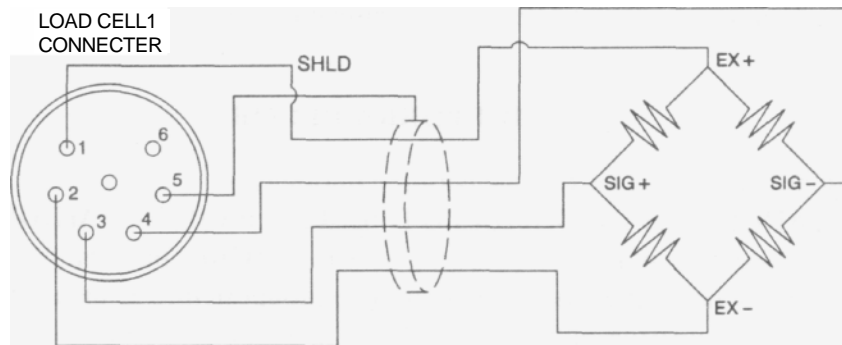 LOAD CELL1
CONNECTER
SHLD
EX+
1
6
5
2
SIG+
SIG-
3
4
EX-